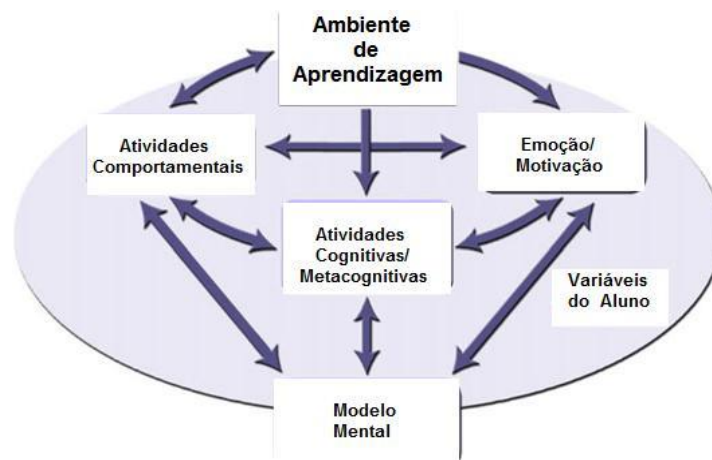 Ambiente
de
Aprendizagem
Atividades
Comportamentais
Emoção/
Motivação
Atividades
Cognitivas/
Metacognitivas
Variáveis
do Aluno
Modelo
Mental